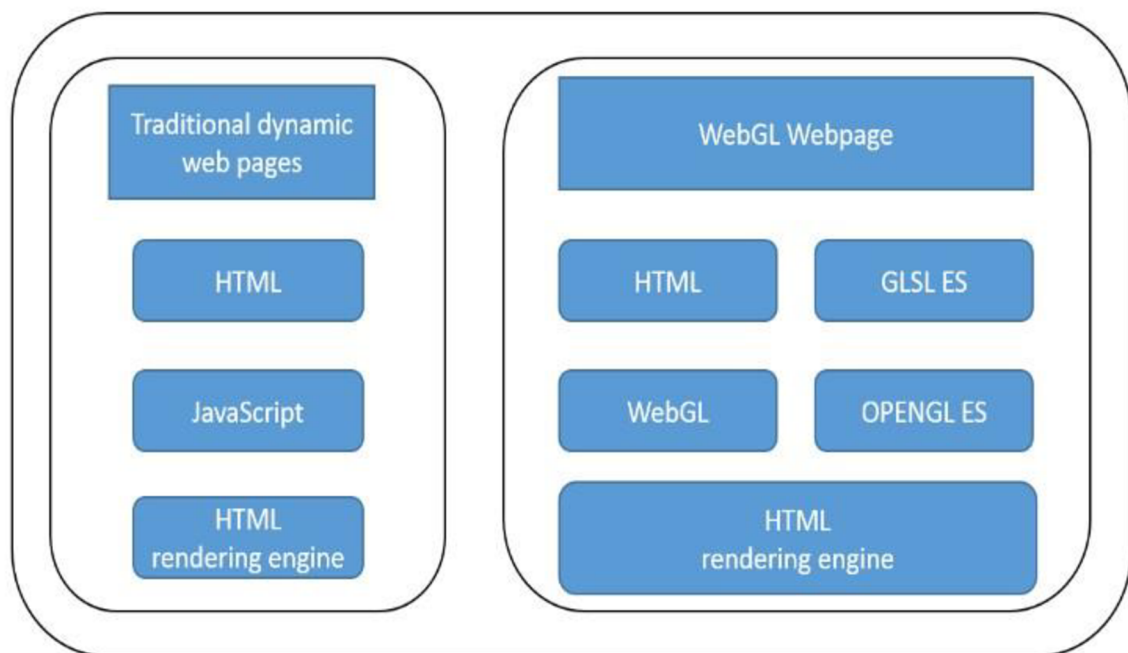 Traditional dynamic
web pages
HTML
JavaScript
HTML
rendering engine
WebGL Webpage
HTML
GLSL ES
WebGL
OPENGL ES
HTML
rendering engine